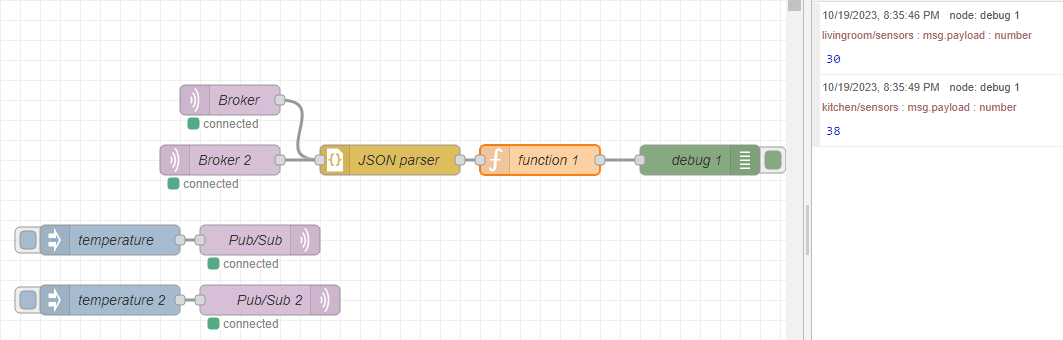 Broker
connected
Broker 2
connected
JSON parser
function 1
debug 1
temperature
Pub/Sub
connected
temperature 2
Pub/Sub 2
connected
10/19/2023, 8:35:46 PM node: debug 1
livingroom/sensors : msg.payload : number
30
10/19/2023, 8:35:49 PM node: debug 1
kitchen/sensors : msg.payload : number
38